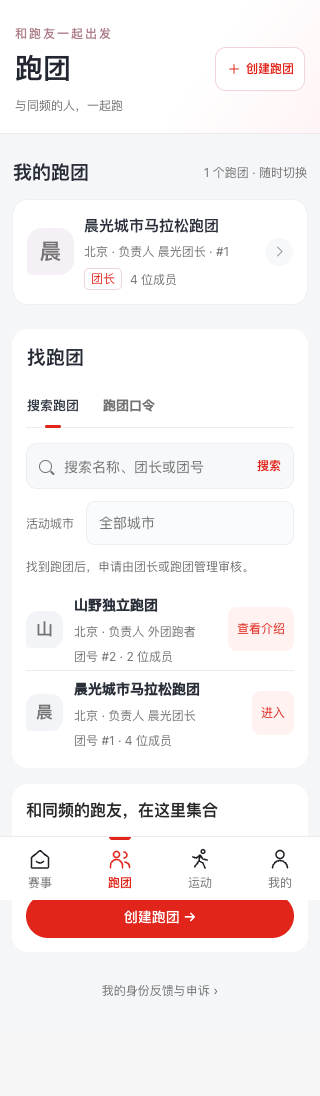 和跑友一起出发
跑团
＋ 创建跑团
与同频的人，一起跑
我的跑团
1 个跑团 · 随时切换
晨
晨光城市马拉松跑团
北京 · 负责人 晨光团长 · #1
团长 4 位成员
找跑团
搜索跑团 跑团口令
搜索名称、团长或团号 搜索
活动城市 全部城市
找到跑团后，申请由团长或跑团管理审核。
山
山野独立跑团
北京 · 负责人 外团跑者
团号 #2 · 2 位成员
查看介绍
晨
晨光城市马拉松跑团
北京 · 负责人 晨光团长
团号 #1 · 4 位成员
进入
和同频的跑友，在这里集合
赛事 跑团 运动 我的
创建跑团 →
我的身份反馈与申诉 ›